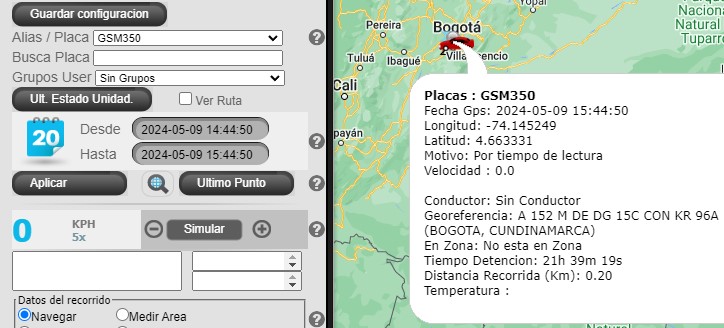 Guardar configuracion
Alias / Placa GSM350
Busca Placa
Grupos User Sin Grupos
Ult. Estado Unidad. Ver Ruta
20 Desde 2024-05-09 14:44:50
Hasta 2024-05-09 15:44:50
Aplicar Ultimo Punto
0 KPH
5x
Simular
Datos del recorrido
Navegar Medir Area
Parqu
Natural
Tuparro
Pereira
Bogotá
Tuluá
Ibagué
Cali
Placas : GSM350
Fecha Gps: 2024-05-09 15:44:50
Longitud: -74.145249
Latitud: 4.663331
Motivo: Por tiempo de lectura
Velocidad : 0.0
Conductor: Sin Conductor
Georeferencia: A 152 M DE DG 15C CON KR 96A
(BOGOTA, CUNDINAMARCA)
En Zona: No esta en Zona
Tiempo Detencion: 21h 39m 19s
Distancia Recorrida (Km): 0.20
Temperatura :
payán
Natural